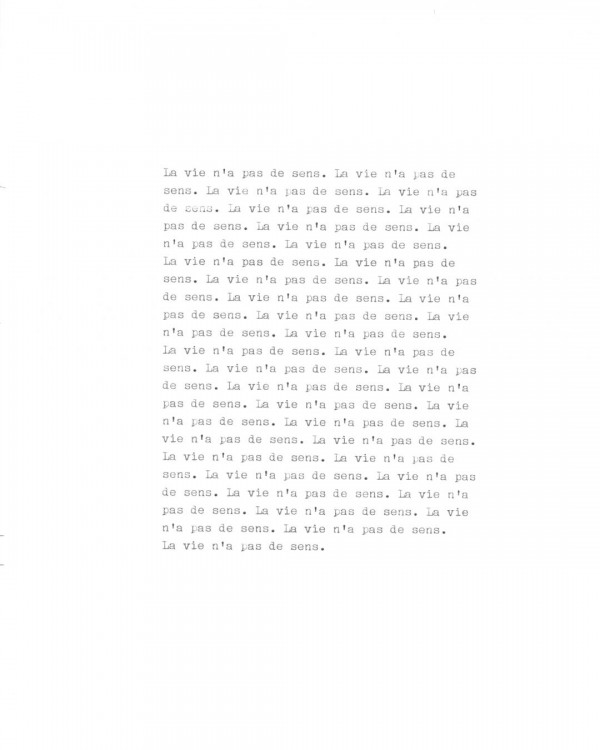 La vie n'a pas de sens. La vie n'a pas de
sens. La vie n'a pas de sens. La vie n'a pas
de sens. La vie n'a pas de sens. La vie n'a
pas de sens. La vie n'a pas de sens. La vie
n'a pas de sens. La vie n'a pas de sens.
La vie n'a pas de sens. La vie n'a pas de
sens. La vie n'a pas de sens. La vie n'a pas
de sens. La vie n'a pas de sens. La vie n'a
pas de sens. La vie n'a pas de sens. La vie
n'a pas de sens. La vie n'a pas de sens.
La vie n'a pas de sens. La vie n'a pas de
sens. La vie n'a pas de sens. La vie n'a pas
de sens. La vie n'a pas de sens. La vie n'a
pas de sens. La vie n'a pas de sens. La vie
n'a pas de sens. La vie n'a pas de sens. La
vie n'a pas de sens. La vie n'a pas de sens.
La vie n'a pas de sens. La vie n'a pas de
sens. La vie n'a pas de sens. La vie n'a pas
de sens. La vie n'a pas de sens. La vie n'a
pas de sens. La vie n'a pas de sens. La vie
n'a pas de sens. La vie n'a pas de sens.
La vie n'a pas de sens.